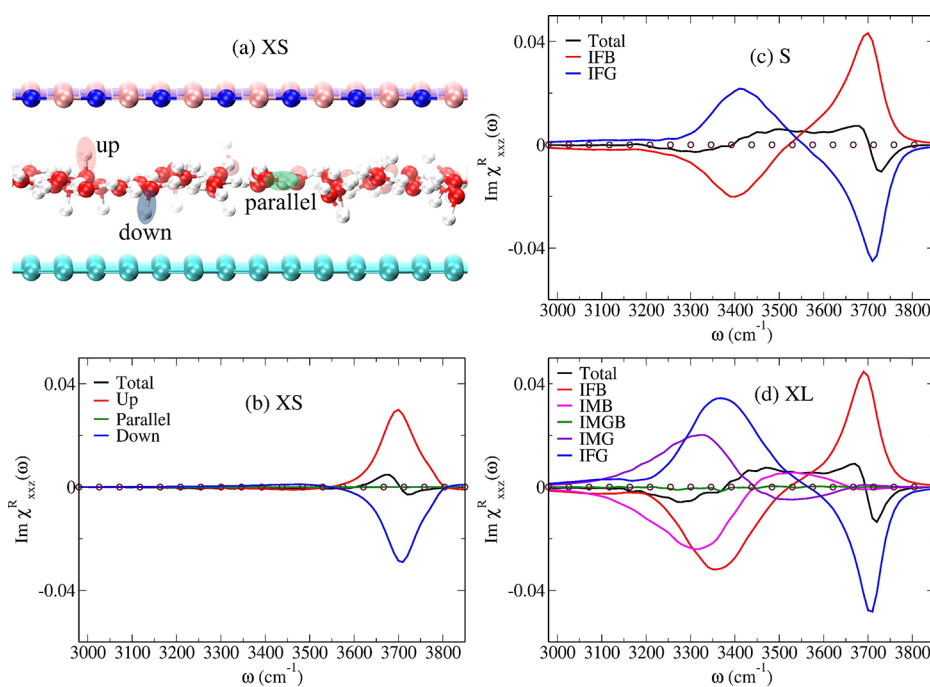 (a) XS
up
down
parallel
(c) S
Total
IFB
IFG
Im χᴿxxz(ω)
0.04
0
-0.04
3000 3100 3200 3300 3400 3500 3600 3700 3800
ω (cm⁻¹)
(b) XS
Total
Up
Parallel
Down
Im χᴿxxz(ω)
0.04
0
-0.04
3000 3100 3200 3300 3400 3500 3600 3700 3800
ω (cm⁻¹)
(d) XL
Total
IFB
IMB
IMGB
IMG
IFG
Im χᴿxxz(ω)
0.04
0
-0.04
3000 3100 3200 3300 3400 3500 3600 3700 3800
ω (cm⁻¹)